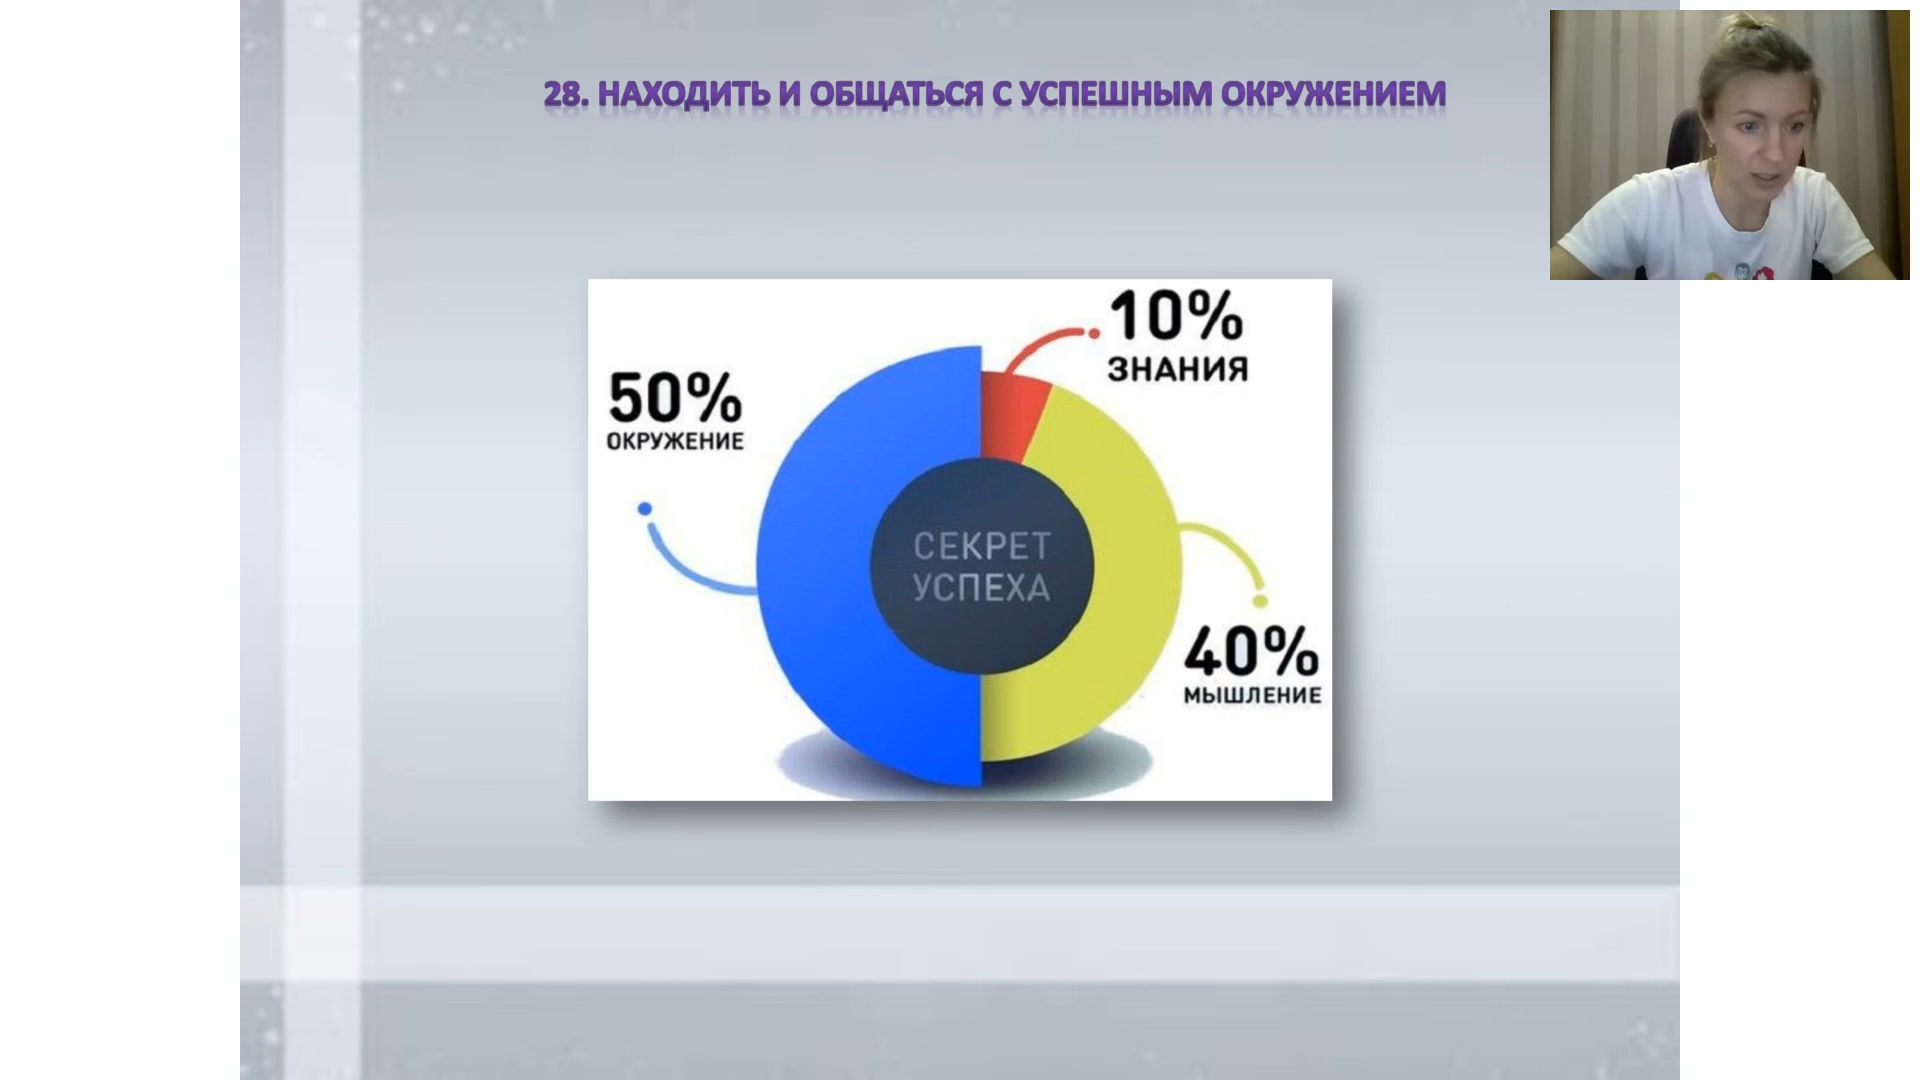 28. НАХОДИТЬ И ОБЩАТЬСЯ С УСПЕШНЫМ ОКРУЖЕНИЕМ
10%
ЗНАНИЯ
50%
ОКРУЖЕНИЕ
СЕКРЕТ
УСПЕХА
40%
МЫШЛЕНИЕ